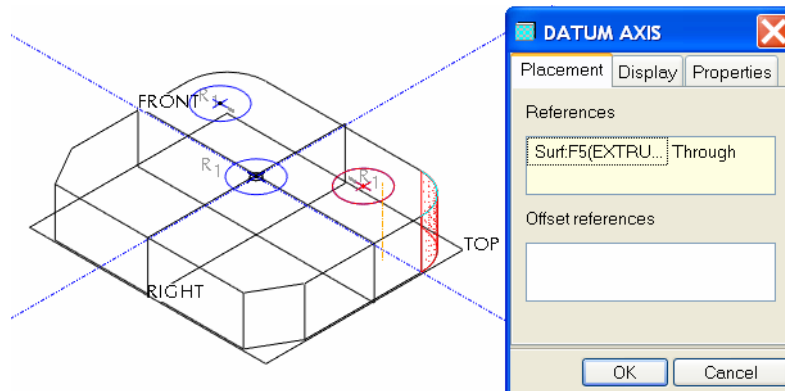 DATUM AXIS
Placement Display Properties
References
Surf:F5(EXTRU... Through
Offset references
OK Cancel
FRONT
R1
R1
R1
TOP
RIGHT